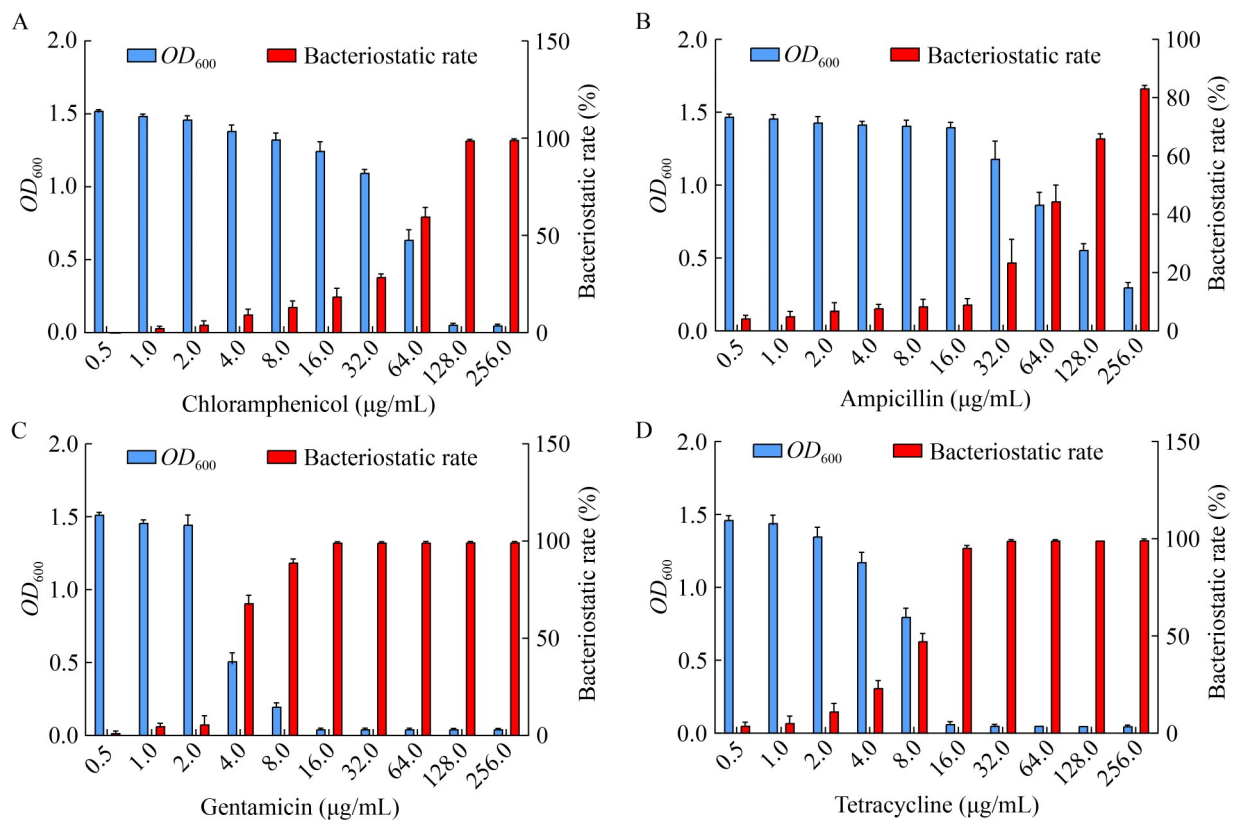 A
OD600
Bacteriostatic rate
2.0
1.5
1.0
0.5
0.0
OD600
150
100
50
0
Bacteriostatic rate (%)
0.5 1.0 2.0 4.0 8.0 16.0 32.0 64.0 128.0 256.0
Chloramphenicol (μg/mL)
B
OD600
Bacteriostatic rate
2.0
1.5
1.0
0.5
0.0
OD600
100
80
60
40
20
0
Bacteriostatic rate (%)
0.5 1.0 2.0 4.0 8.0 16.0 32.0 64.0 128.0 256.0
Ampicillin (μg/mL)
C
OD600
Bacteriostatic rate
2.0
1.5
1.0
0.5
0.0
OD600
150
100
50
0
Bacteriostatic rate (%)
0.5 1.0 2.0 4.0 8.0 16.0 32.0 64.0 128.0 256.0
Gentamicin (μg/mL)
D
OD600
Bacteriostatic rate
2.0
1.5
1.0
0.5
0.0
OD600
150
100
50
0
Bacteriostatic rate (%)
0.5 1.0 2.0 4.0 8.0 16.0 32.0 64.0 128.0 256.0
Tetracycline (μg/mL)